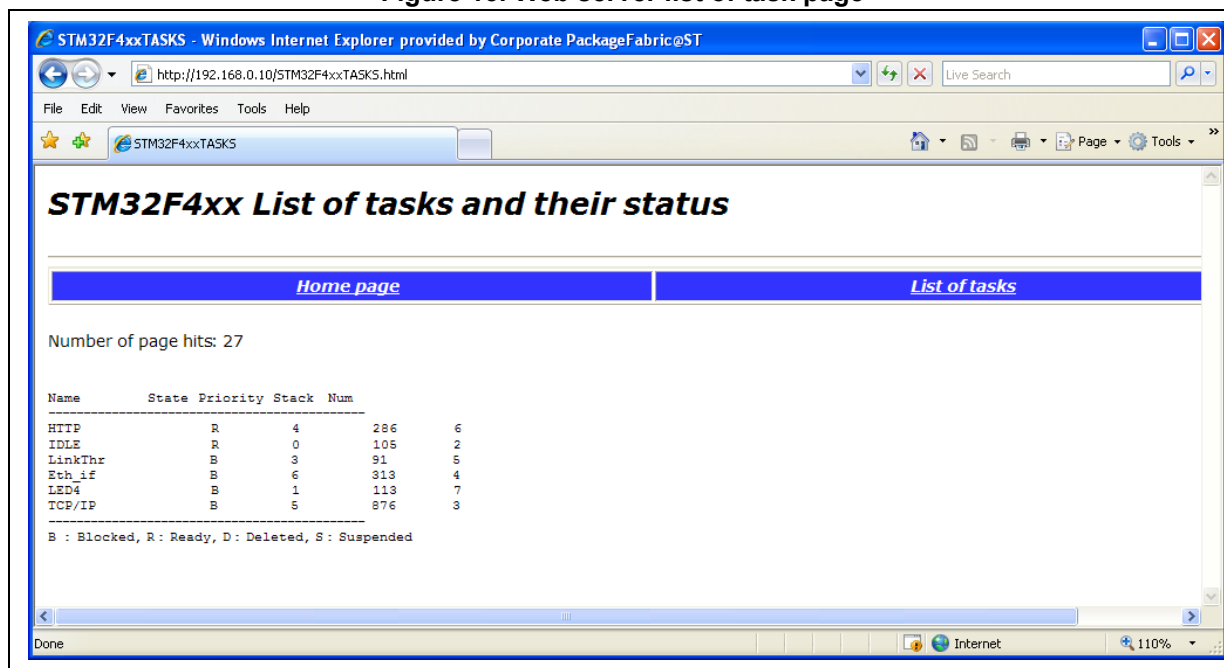 STM32F4xxTASKS - Windows Internet Explorer provided by Corporate PackageFabric@ST
http://192.168.0.10/STM32F4xxTASKS.html Live Search
File Edit View Favorites Tools Help
STM32F4xxTASKS Page Tools
STM32F4xx List of tasks and their status
Home page List of tasks
Number of page hits: 27
Name State Priority Stack Num
---------------------------------------------
HTTP R 4 286 6
IDLE R 0 105 2
LinkThr B 3 91 5
Eth_if B 6 313 4
LED4 B 1 113 7
TCP/IP B 5 876 3
---------------------------------------------
B : Blocked, R : Ready, D : Deleted, S : Suspended
Done Internet 110%